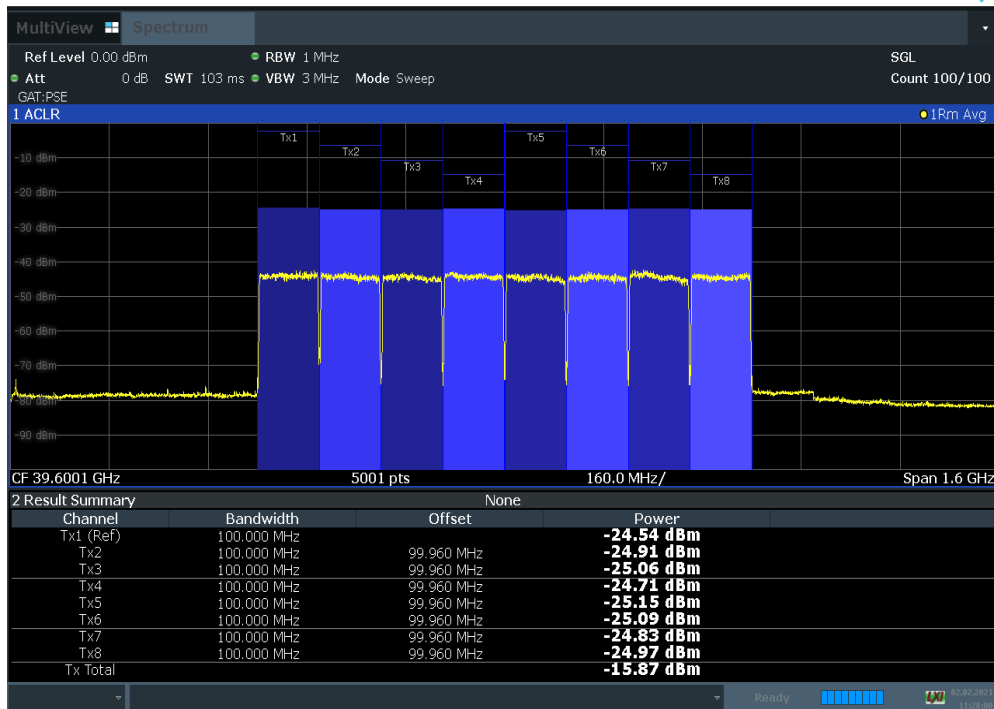 MultiView Spectrum
Ref Level 0.00 dBm RBW 1 MHz SGL
Att 0 dB SWT 103 ms VBW 3 MHz Mode Sweep Count 100/100
GAT:PSE
1 ACLR 1Rm Avg
Tx1 Tx5
Tx2 Tx6
-10 dBm
Tx3 Tx7
Tx4 Tx8
-20 dBm
-30 dBm
-40 dBm
-50 dBm
-60 dBm
-70 dBm
-80 dBm
-90 dBm
CF 39.6001 GHz 5001 pts 160.0 MHz/ Span 1.6 GHz
2 Result Summary None
Channel Bandwidth Offset Power
Tx1 (Ref) 100.000 MHz -24.54 dBm
Tx2 100.000 MHz 99.960 MHz -24.91 dBm
Tx3 100.000 MHz 99.960 MHz -25.06 dBm
Tx4 100.000 MHz 99.960 MHz -24.71 dBm
Tx5 100.000 MHz 99.960 MHz -25.15 dBm
Tx6 100.000 MHz 99.960 MHz -25.09 dBm
Tx7 100.000 MHz 99.960 MHz -24.83 dBm
Tx8 100.000 MHz 99.960 MHz -24.97 dBm
Tx Total -15.87 dBm
Ready 02.02.2021
11:28:00